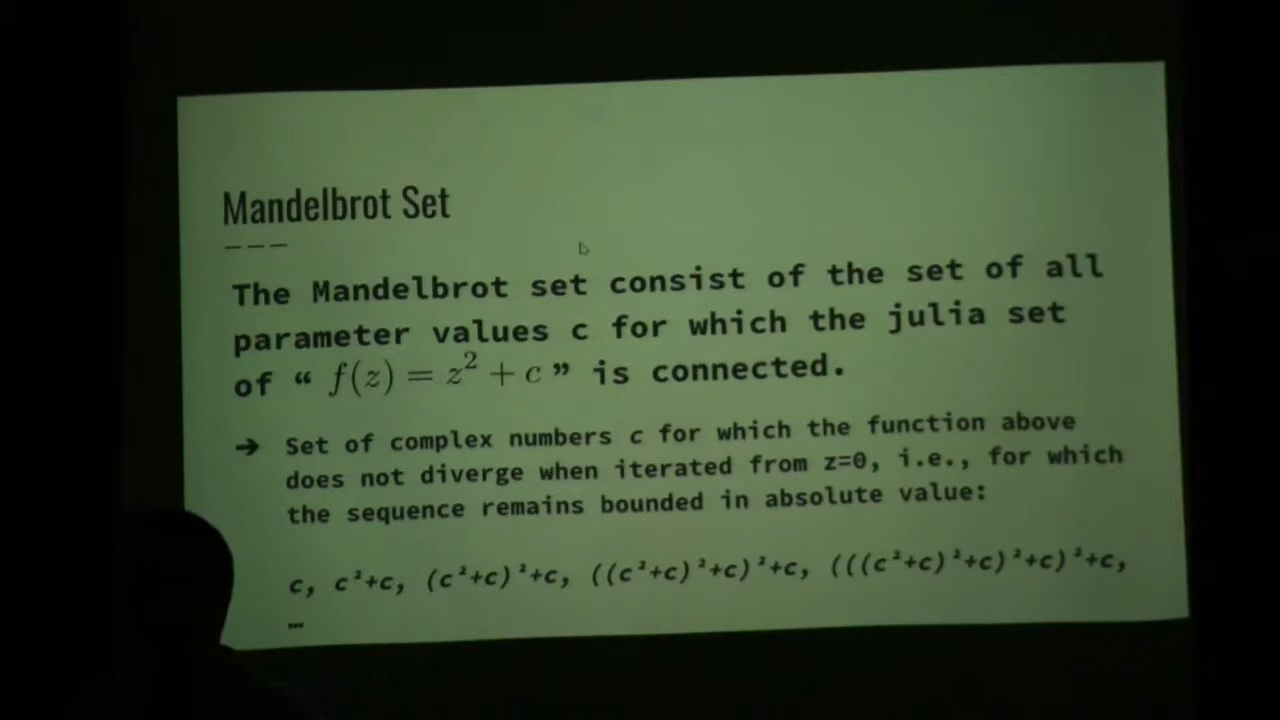 Mandelbrot Set
The Mandelbrot set consist of the set of all
parameter values c for which the julia set
of “ f(z) = z² + c ” is connected.
➔ Set of complex numbers c for which the function above
does not diverge when iterated from z=0, i.e., for which
the sequence remains bounded in absolute value:
c, c²+c, (c²+c)²+c, ((c²+c)²+c)²+c, (((c²+c)²+c)²+c)²+c,
…